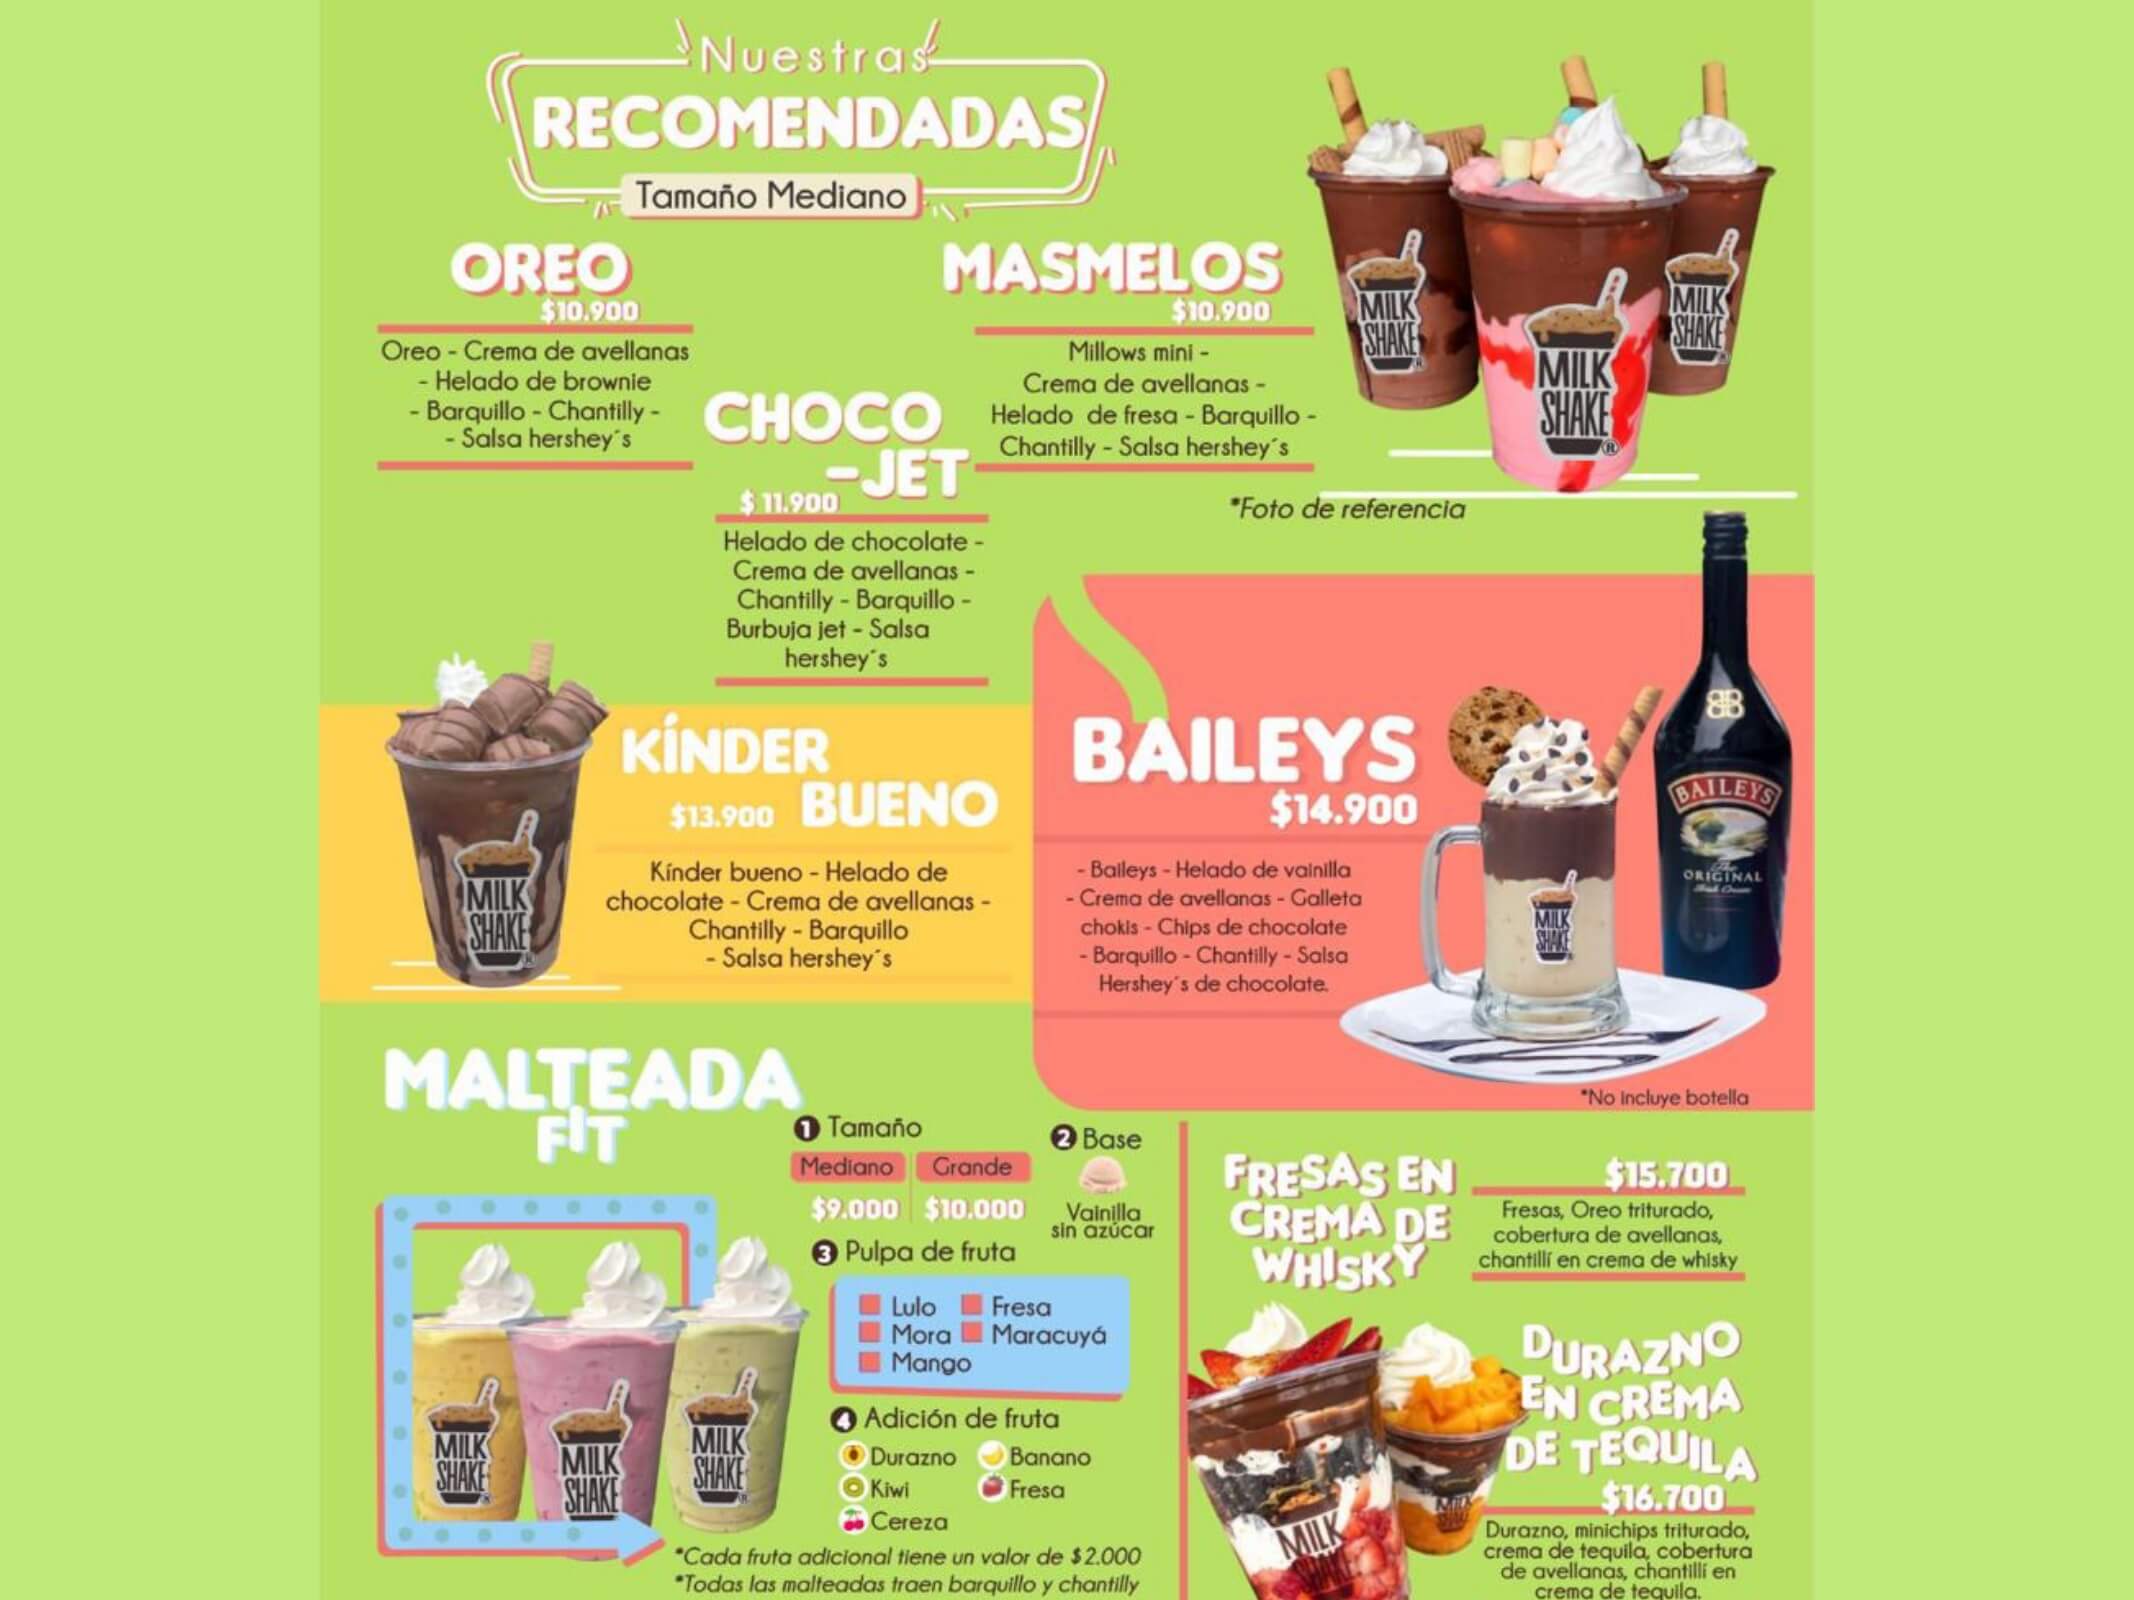 Nuestras
RECOMENDADAS
Tamaño Mediano
OREO
$10.900
Oreo - Crema de avellanas
- Helado de brownie
- Barquillo - Chantilly -
- Salsa hershey´s
MASMELOS
$10.900
Millows mini -
Crema de avellanas -
Helado de fresa - Barquillo -
Chantilly - Salsa hershey´s
MILK
SHAKE
MILK
SHAKE
®
MILK
SHAKE
*Foto de referencia
CHOCO
-JET
$ 11.900
Helado de chocolate -
Crema de avellanas -
Chantilly - Barquillo -
Burbuja jet - Salsa
hershey´s
KÍNDER
BUENO
$13.900
Kínder bueno - Helado de
chocolate - Crema de avellanas -
Chantilly - Barquillo
- Salsa hershey´s
MILK
SHAKE
®
BAILEYS
$14.900
- Baileys - Helado de vainilla
- Crema de avellanas - Galleta
chokis - Chips de chocolate
- Barquillo - Chantilly - Salsa
Hershey´s de chocolate.
MILK
SHAKE
BAILEYS
The
ORIGINAL
Irish Cream
*No incluye botella
MALTEADA
FIT
1 Tamaño
Mediano Grande
$9.000 $10.000
2 Base
Vainilla
sin azúcar
3 Pulpa de fruta
Lulo Fresa
Mora Maracuyá
Mango
4 Adición de fruta
Durazno Banano
Kiwi Fresa
Cereza
*Cada fruta adicional tiene un valor de $2.000
*Todas las malteadas traen barquillo y chantilly
MILK
SHAKE
MILK
SHAKE
MILK
SHAKE
FRESAS EN
CREMA DE
WHISKY
$15.700
Fresas, Oreo triturado,
cobertura de avellanas,
chantillí en crema de whisky
DURAZNO
EN CREMA
DE TEQUILA
$16.700
Durazno, minichips triturado,
crema de tequila, cobertura
de avellanas, chantillí en
crema de tequila.
MILK